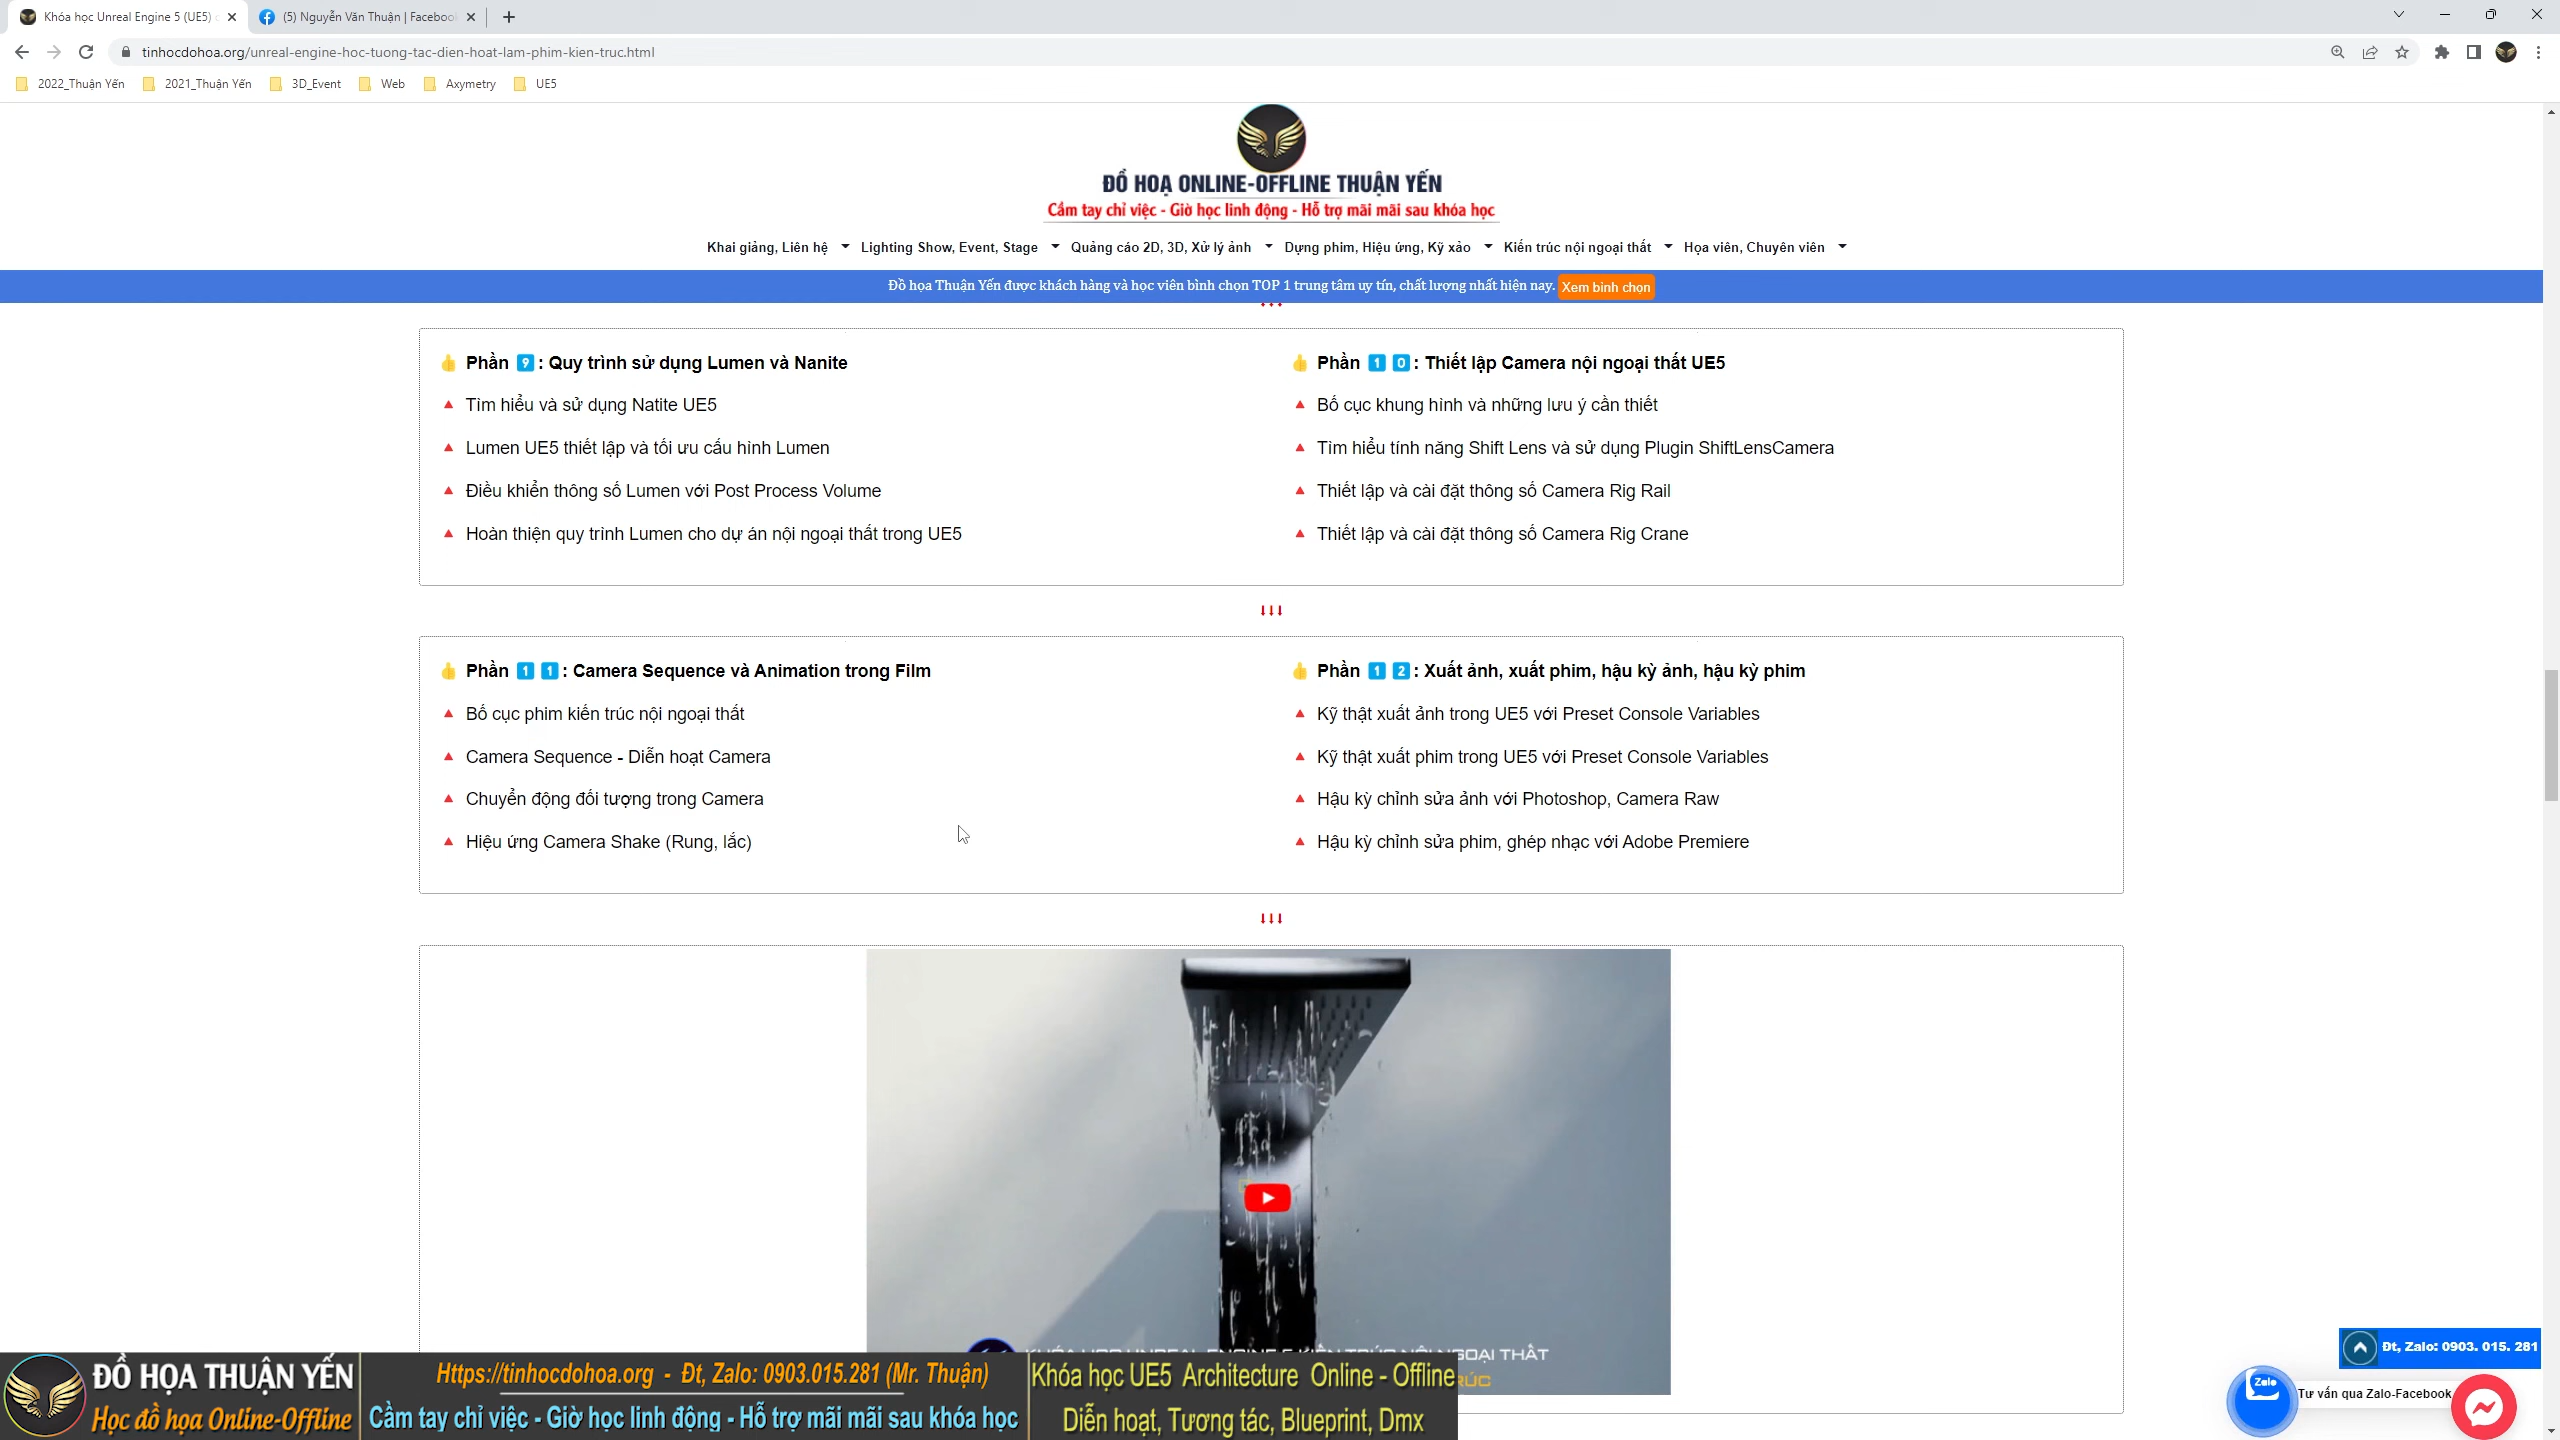 Khóa học Unreal Engine 5 (UE5)
(5) Nguyễn Văn Thuận | Facebook
tinhocdohoa.org/unreal-engine-hoc-tuong-tac-dien-hoat-lam-phim-kien-truc.html
2022_Thuận Yến
2021_Thuận Yến
3D_Event
Web
Axymetry
UE5
ĐỒ HOẠ ONLINE-OFFLINE THUẬN YẾN
Cầm tay chỉ việc - Giờ học linh động - Hỗ trợ mãi mãi sau khóa học
Khai giảng, Liên hệ
Lighting Show, Event, Stage
Quảng cáo 2D, 3D, Xử lý ảnh
Dựng phim, Hiệu ứng, Kỹ xảo
Kiến trúc nội ngoại thất
Họa viên, Chuyên viên
Đồ họa Thuận Yến được khách hàng và học viên bình chọn TOP 1 trung tâm uy tín, chất lượng nhất hiện nay. Xem bình chọn
Phần 9: Quy trình sử dụng Lumen và Nanite
Tìm hiểu và sử dụng Natite UE5
Lumen UE5 thiết lập và tối ưu cấu hình Lumen
Điều khiển thông số Lumen với Post Process Volume
Hoàn thiện quy trình Lumen cho dự án nội ngoại thất trong UE5
Phần 10: Thiết lập Camera nội ngoại thất UE5
Bố cục khung hình và những lưu ý cần thiết
Tìm hiểu tính năng Shift Lens và sử dụng Plugin ShiftLensCamera
Thiết lập và cài đặt thông số Camera Rig Rail
Thiết lập và cài đặt thông số Camera Rig Crane
Phần 11: Camera Sequence và Animation trong Film
Bố cục phim kiến trúc nội ngoại thất
Camera Sequence - Diễn hoạt Camera
Chuyển động đối tượng trong Camera
Hiệu ứng Camera Shake (Rung, lắc)
Phần 12: Xuất ảnh, xuất phim, hậu kỳ ảnh, hậu kỳ phim
Kỹ thật xuất ảnh trong UE5 với Preset Console Variables
Kỹ thật xuất phim trong UE5 với Preset Console Variables
Hậu kỳ chỉnh sửa ảnh với Photoshop, Camera Raw
Hậu kỳ chỉnh sửa phim, ghép nhạc với Adobe Premiere
KHÓA HỌC UNREAL ENGINE 5 KIẾN TRÚC NỘI NGOẠI THẤT
Đt, Zalo: 0903. 015. 281
Zalo
Tư vấn qua Zalo-Facebook
ĐỒ HỌA THUẬN YẾN
Học đồ họa Online-Offline
Https://tinhocdohoa.org - Đt, Zalo: 0903.015.281 (Mr. Thuận)
Cầm tay chỉ việc - Giờ học linh động - Hỗ trợ mãi mãi sau khóa học
Khóa học UE5 Architecture Online - Offline
Diễn hoạt, Tương tác, Blueprint, Dmx